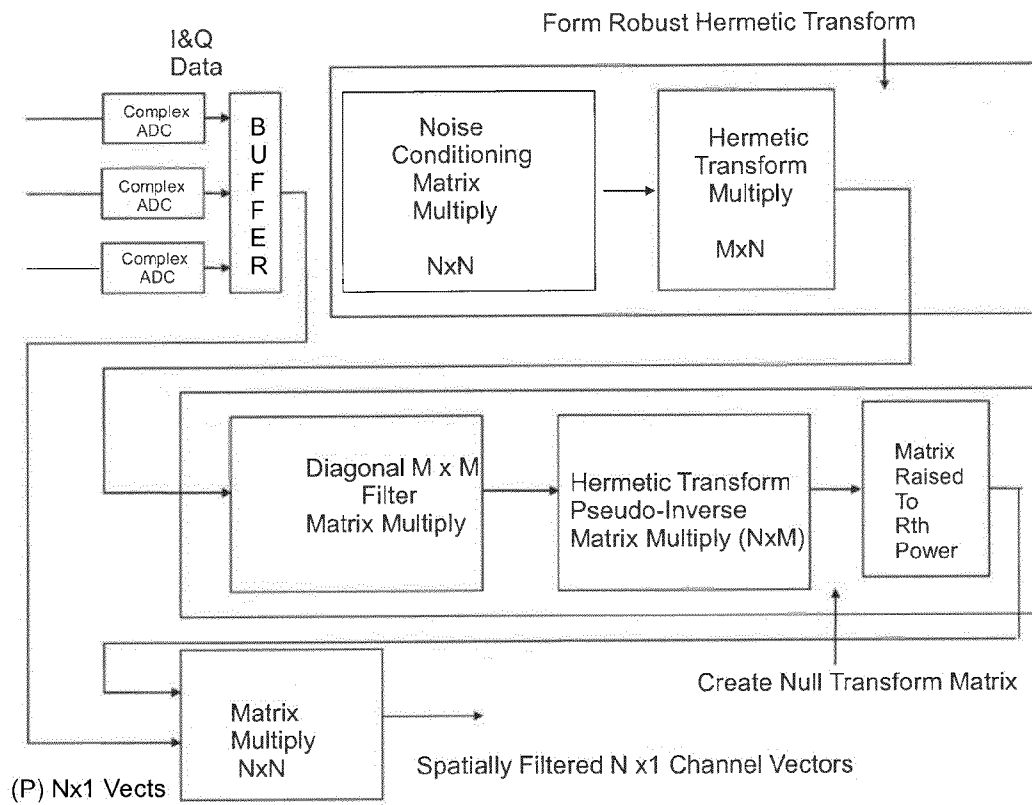 Form Robust Hermetic Transform
I&Q
Data
Complex
ADC
Complex
ADC
Complex
ADC
B
U
F
F
E
R
Noise
Conditioning
Matrix
Multiply
NxN
Hermetic
Transform
Multiply
MxN
Diagonal M x M
Filter
Matrix Multiply
Hermetic Transform
Pseudo-Inverse
Matrix Multiply (NxM)
Matrix
Raised
To
Rth
Power
Create Null Transform Matrix
Matrix
Multiply
NxN
Spatially Filtered N x1 Channel Vectors
(P) Nx1 Vects